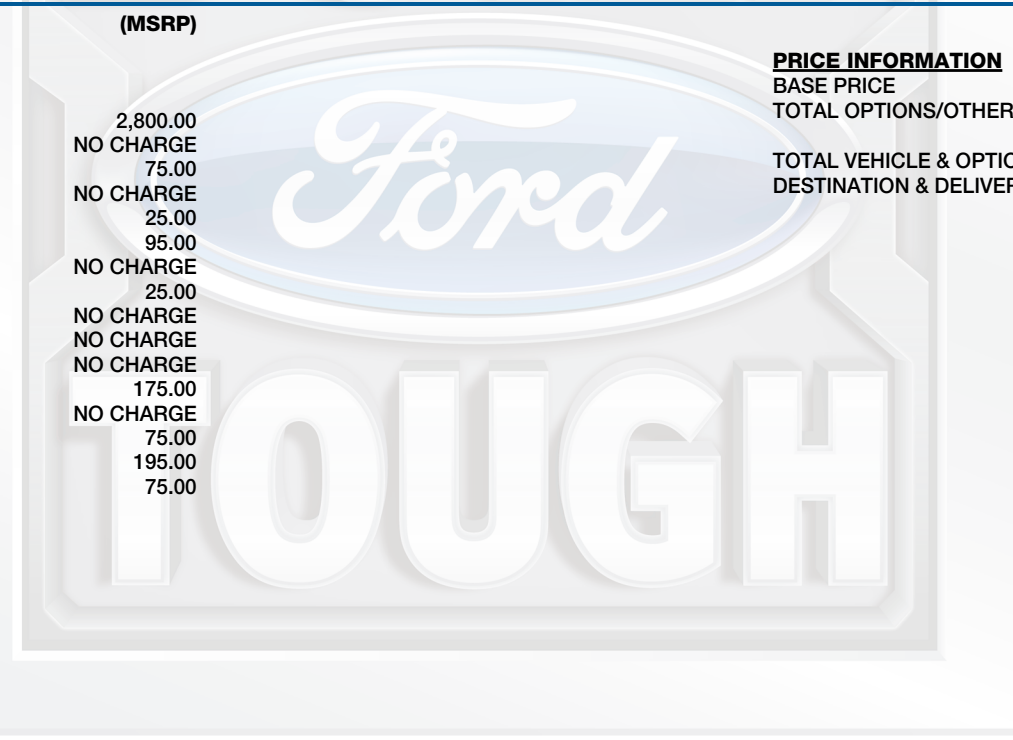 (MSRP)
2,800.00
NO CHARGE
75.00
NO CHARGE
25.00
95.00
NO CHARGE
25.00
NO CHARGE
NO CHARGE
NO CHARGE
175.00
NO CHARGE
75.00
195.00
75.00
PRICE INFORMATION
BASE PRICE
TOTAL OPTIONS/OTHER
TOTAL VEHICLE & OPTIO
DESTINATION & DELIVER
Ford
TOUGH